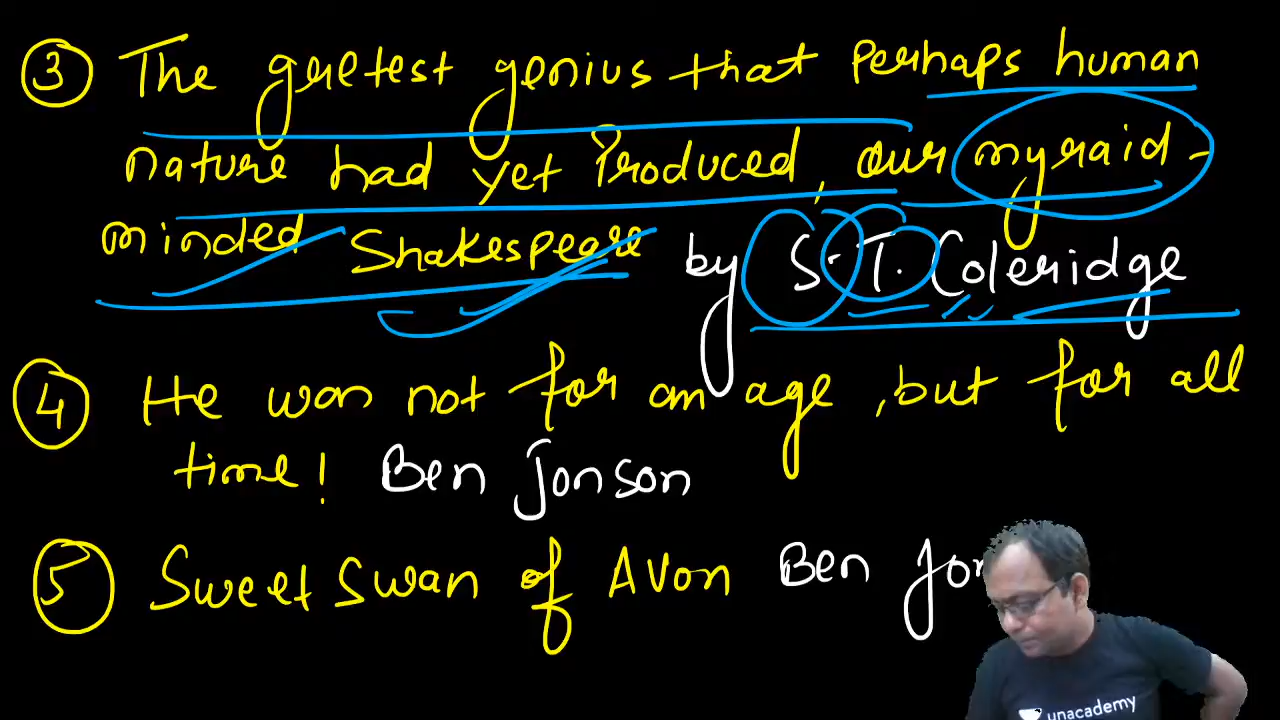 ③ The gretest genius that perhaps human
nature had yet Produced, our myraid-
minded Shakespeare by S.T. Coleridge
④ He was not for an age, but for all
time! Ben Jonson
⑤ Sweet Swan of Avon Ben Jon
unacademy